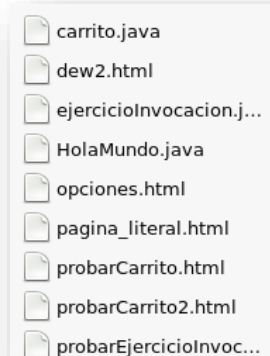 carrito.java
dew2.html
ejercicioInvocacion.j...
HolaMundo.java
opciones.html
pagina_literal.html
probarCarrito.html
probarCarrito2.html
probarEjercicioInvoc...